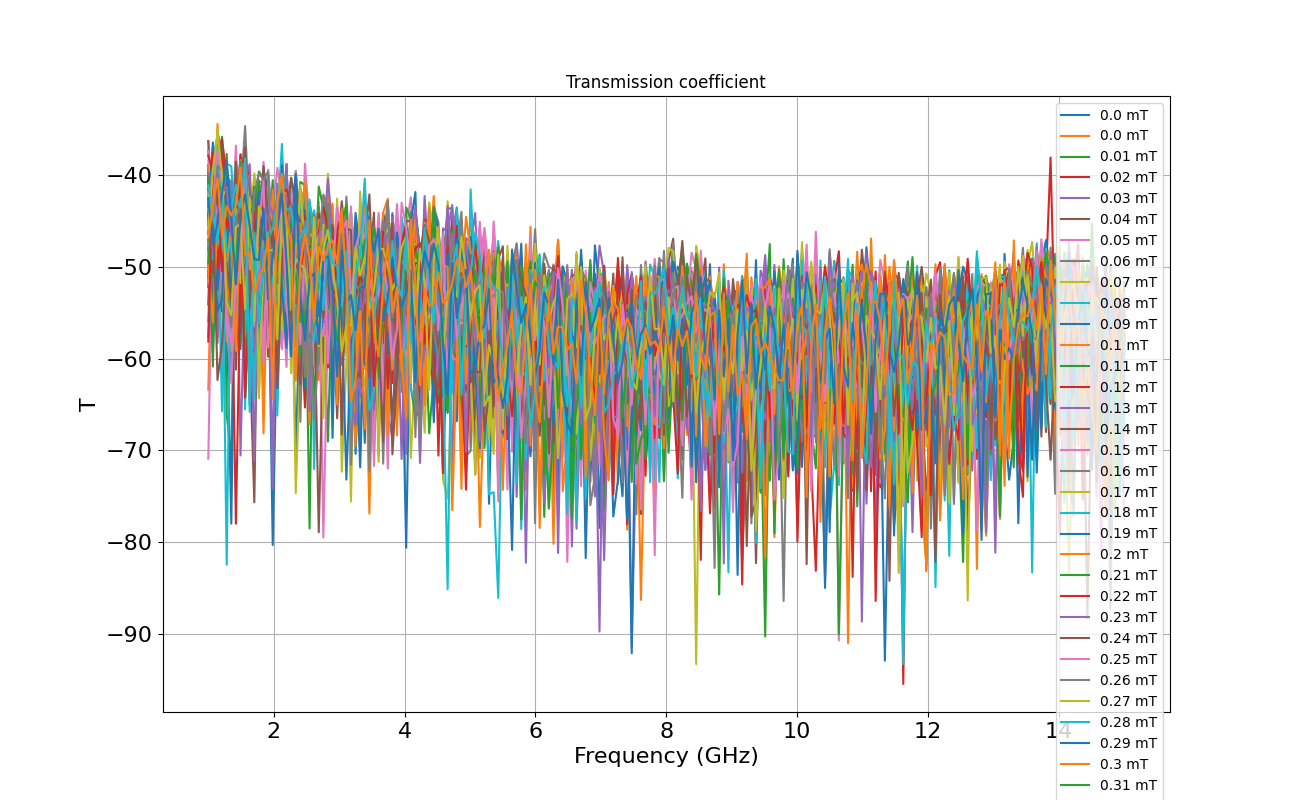 Transmission coefficient
T
−40
−50
−60
−70
−80
−90
2
4
6
8
10
12
14
Frequency (GHz)
0.0 mT
0.0 mT
0.01 mT
0.02 mT
0.03 mT
0.04 mT
0.05 mT
0.06 mT
0.07 mT
0.08 mT
0.09 mT
0.1 mT
0.11 mT
0.12 mT
0.13 mT
0.14 mT
0.15 mT
0.16 mT
0.17 mT
0.18 mT
0.19 mT
0.2 mT
0.21 mT
0.22 mT
0.23 mT
0.24 mT
0.25 mT
0.26 mT
0.27 mT
0.28 mT
0.29 mT
0.3 mT
0.31 mT